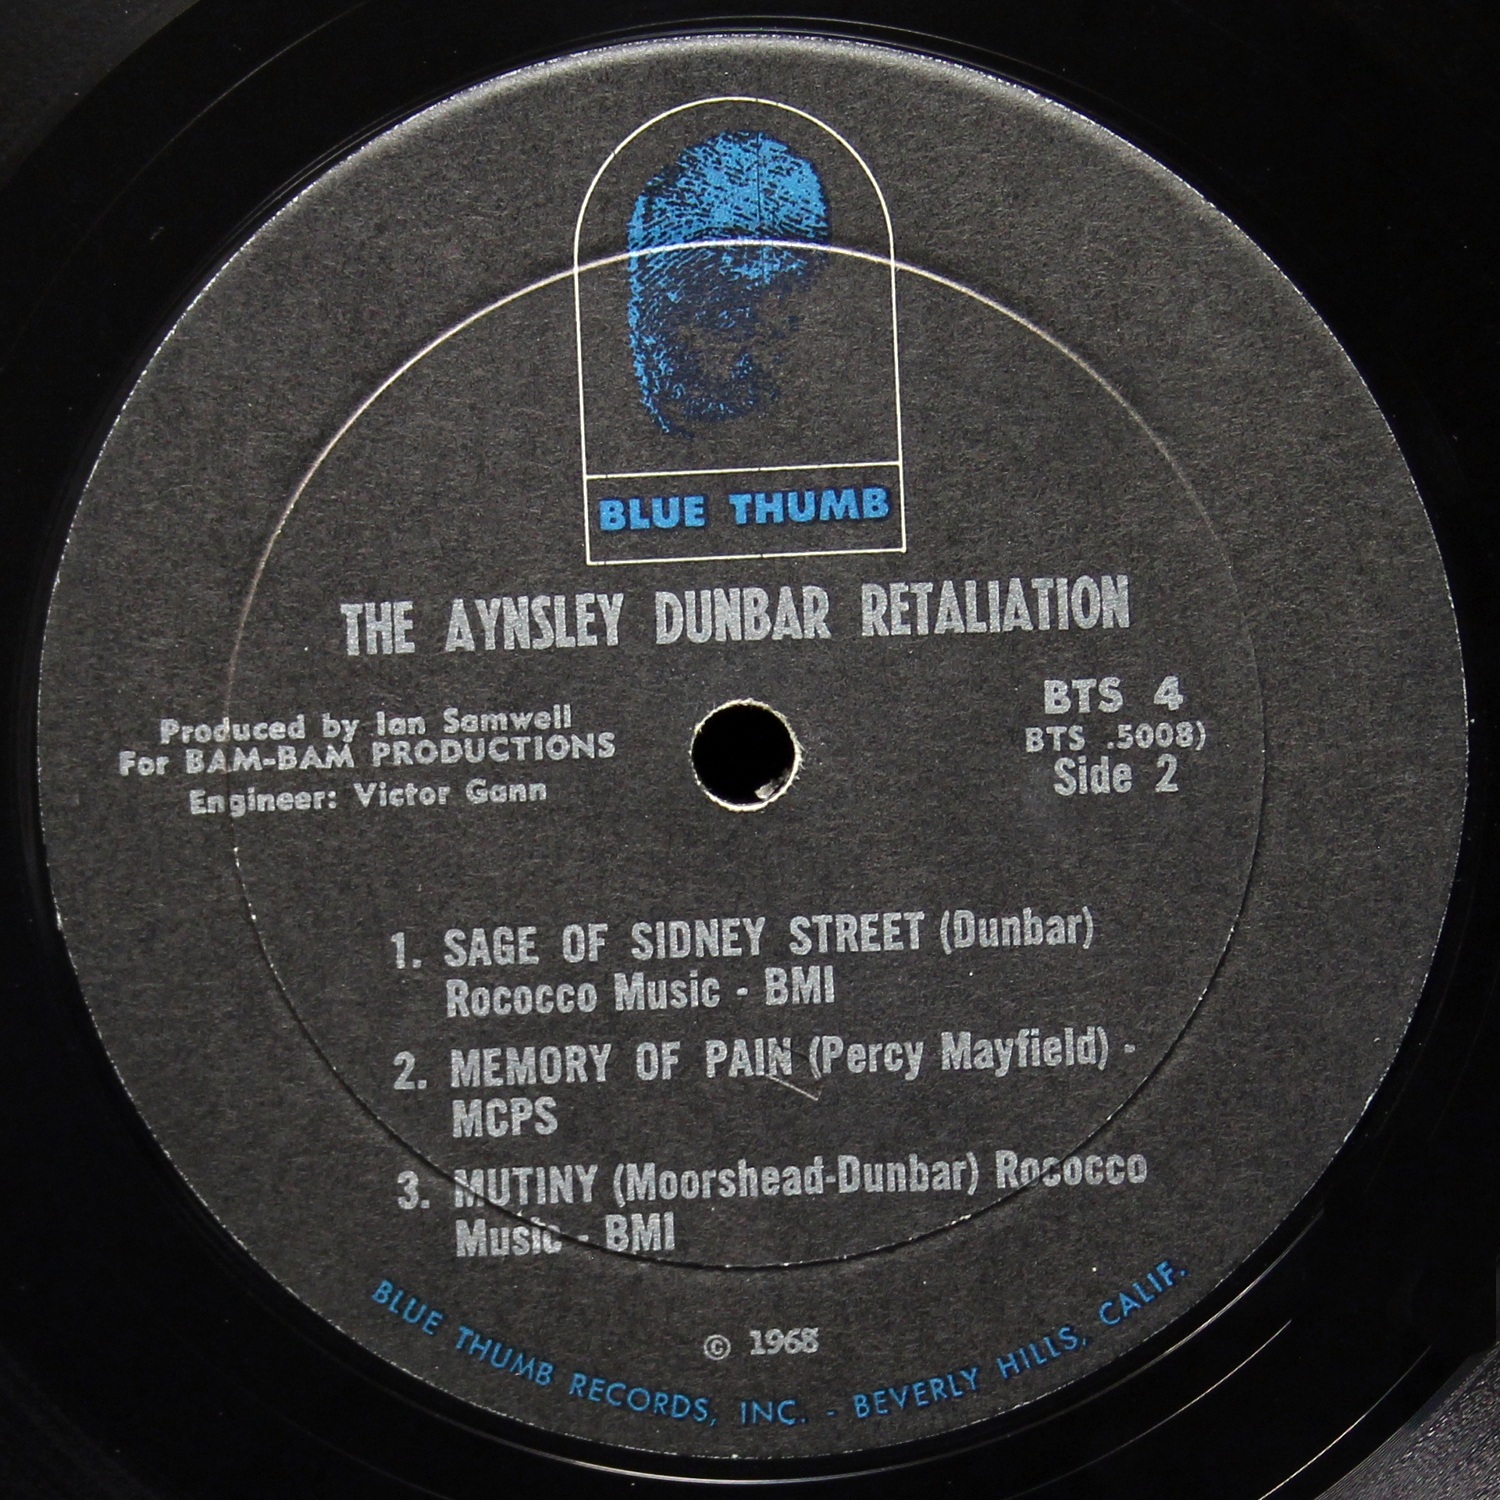 BLUE THUMB
THE AYNSLEY DUNBAR RETALIATION
Produced by Ian Samwell
For BAM-BAM PRODUCTIONS
Engineer: Victor Gann
BTS 4
BTS .5008)
Side 2
1. SAGE OF SIDNEY STREET (Dunbar)
Rococco Music - BMI
2. MEMORY OF PAIN (Percy Mayfield) -
MCPS
3. MUTINY (Moorshead-Dunbar) Rococco
Music - BMI
© 1968
BLUE THUMB RECORDS, INC. - BEVERLY HILLS, CALIF.